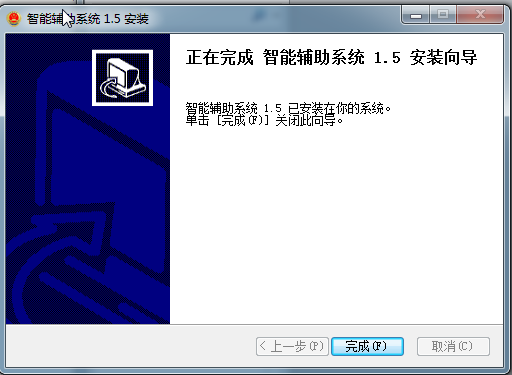 智能辅助系统 1.5 安装
正在完成 智能辅助系统 1.5 安装向导
智能辅助系统 1.5 已安装在你的系统。
单击 [完成(F)] 关闭此向导。
< 上一步(P)
完成(F)
取消(C)